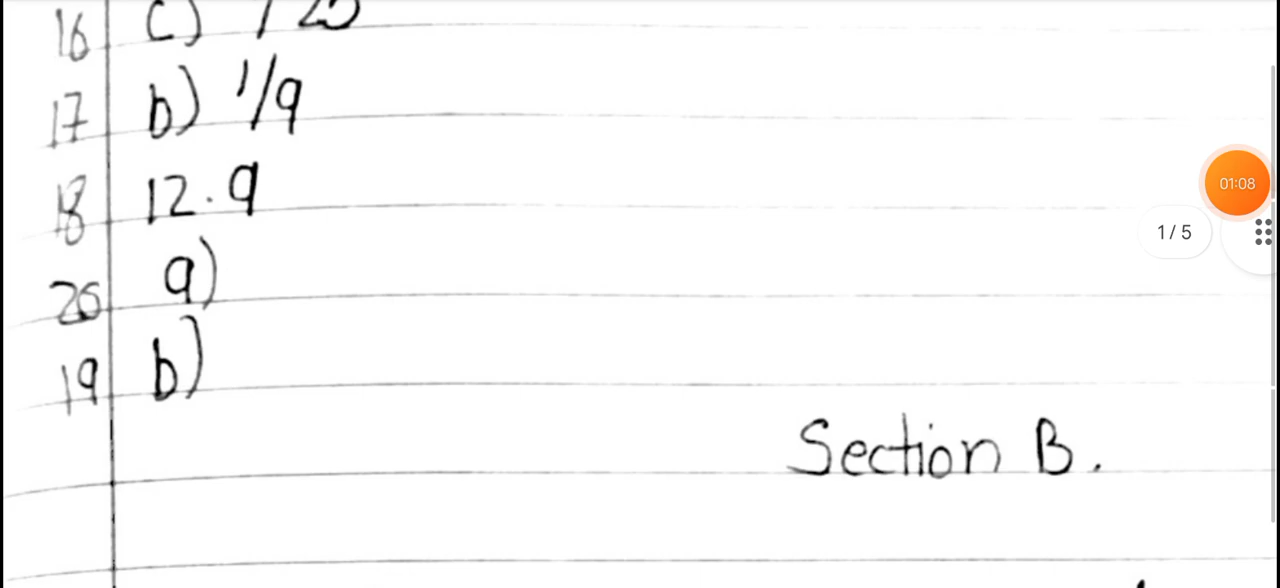 16 c)
17 b) 1/9
18 12.9
20 a)
19 b)
Section B.
01:08
1 / 5